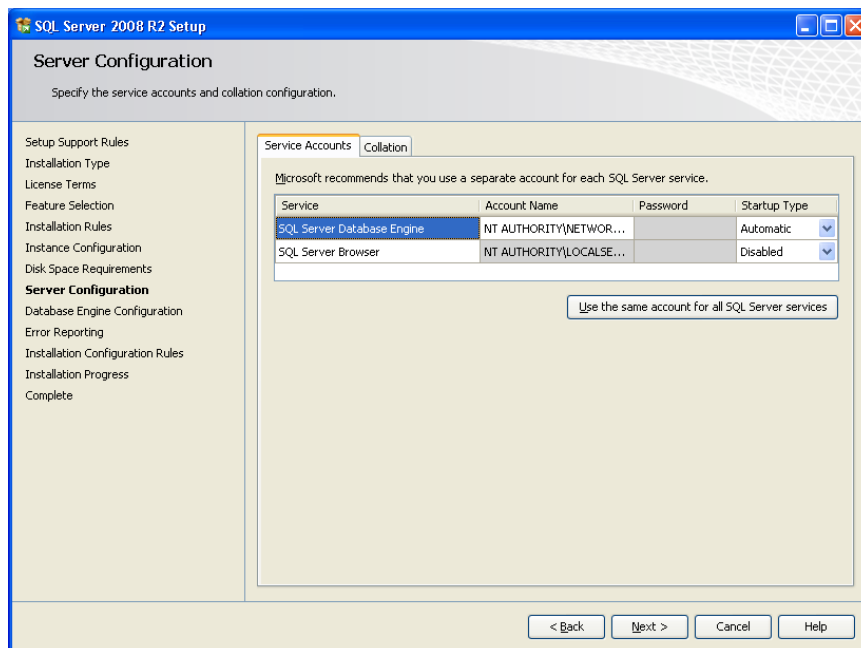 SQL Server 2008 R2 Setup
Server Configuration
Specify the service accounts and collation configuration.
Setup Support Rules
Installation Type
License Terms
Feature Selection
Installation Rules
Instance Configuration
Disk Space Requirements
Server Configuration
Database Engine Configuration
Error Reporting
Installation Configuration Rules
Installation Progress
Complete
Service Accounts Collation
Microsoft recommends that you use a separate account for each SQL Server service.
Service Account Name Password Startup Type
SQL Server Database Engine NT AUTHORITY\NETWOR... Automatic
SQL Server Browser NT AUTHORITY\LOCALSE... Disabled
Use the same account for all SQL Server services
< Back Next > Cancel Help